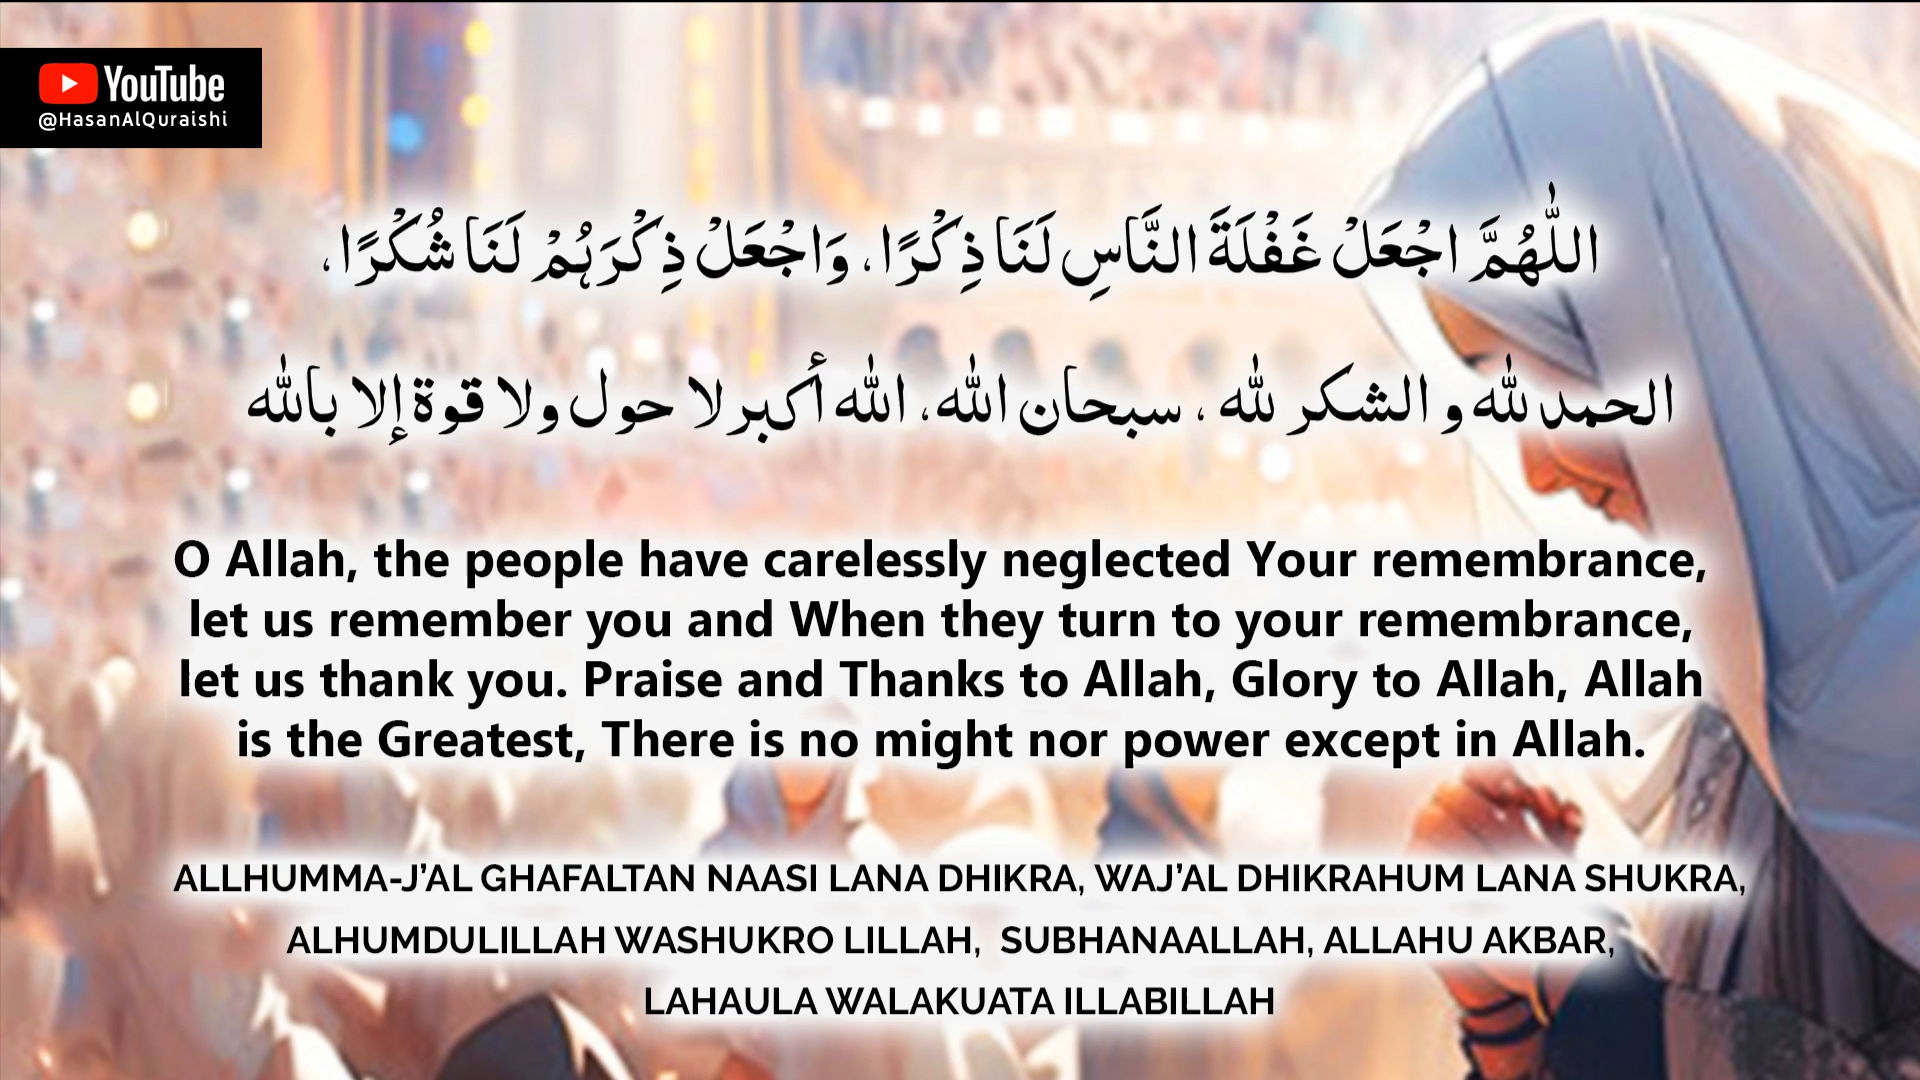 YouTube
@HasanAlQuraishi
اللّٰهُمَّ اجْعَلْ غَفْلَةَ النَّاسِ لَنَا ذِكْرًا، وَاجْعَلْ ذِكْرَہُمْ لَنَا شُكْرًا،
الحمد لله و الشكر لله ، سبحان الله، الله أكبر لا حول ولا قوة إلا بالله
O Allah, the people have carelessly neglected Your remembrance,
let us remember you and When they turn to your remembrance,
let us thank you. Praise and Thanks to Allah, Glory to Allah, Allah
is the Greatest, There is no might nor power except in Allah.
ALLHUMMA-J’AL GHAFALTAN NAASI LANA DHIKRA, WAJ’AL DHIKRAHUM LANA SHUKRA,
ALHUMDULILLAH WASHUKRO LILLAH, SUBHANAALLAH, ALLAHU AKBAR,
LAHAULA WALAKUATA ILLABILLAH